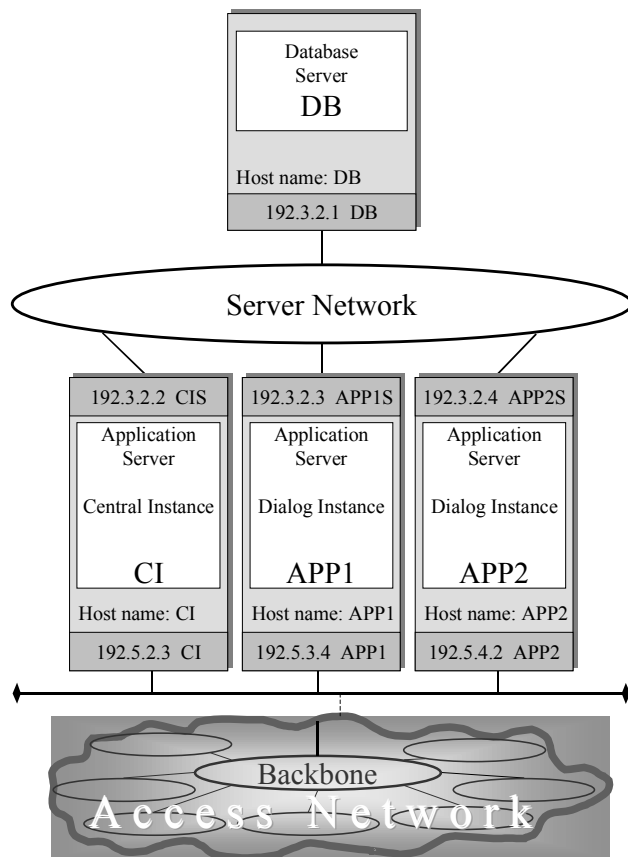 Database
Server
DB
Host name: DB
192.3.2.1 DB
Server Network
192.3.2.2 CIS
192.3.2.3 APP1S
192.3.2.4 APP2S
Application
Server
Central Instance
CI
Host name: CI
192.5.2.3 CI
Application
Server
Dialog Instance
APP1
Host name: APP1
192.5.3.4 APP1
Application
Server
Dialog Instance
APP2
Host name: APP2
192.5.4.2 APP2
Backbone
Access Network